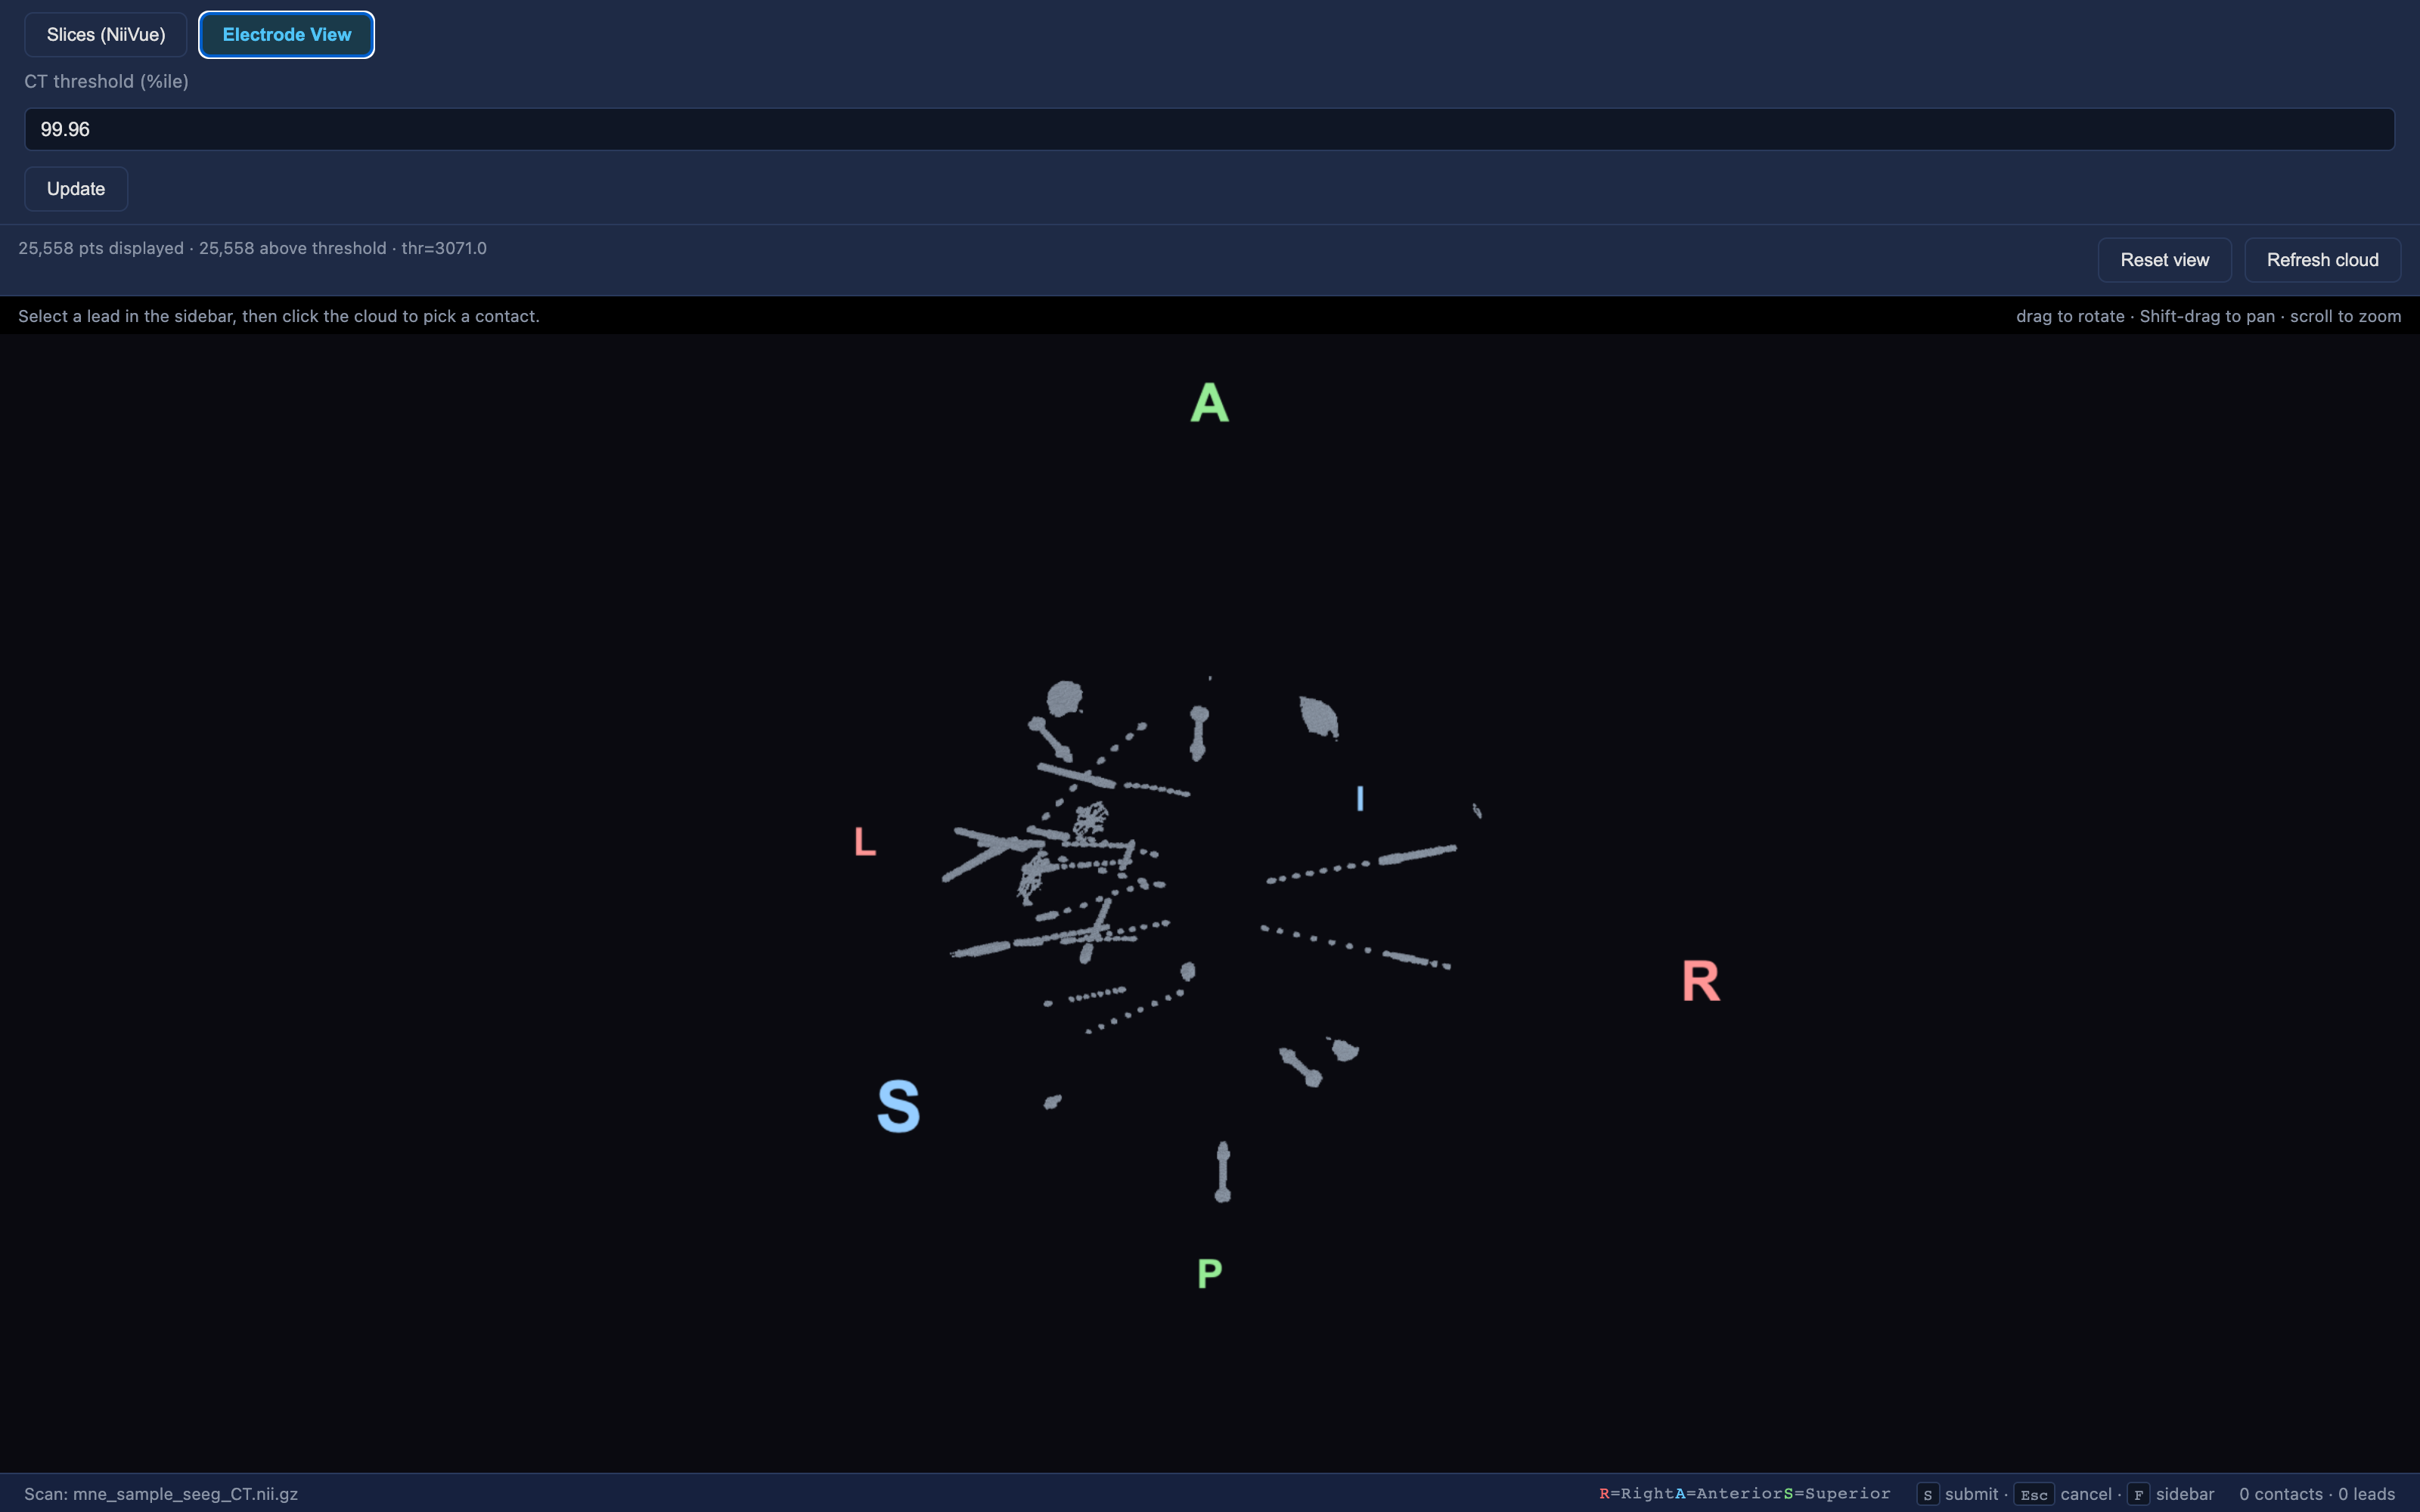 Slices (NiiVue) Electrode View
CT threshold (%ile)
99.96
Update
25,558 pts displayed · 25,558 above threshold · thr=3071.0
Reset view Refresh cloud
Select a lead in the sidebar, then click the cloud to pick a contact.
drag to rotate · Shift-drag to pan · scroll to zoom
A
I
L
R
S
P
Scan: mne_sample_seeg_CT.nii.gz
R=RightA=AnteriorS=Superior
S submit · Esc cancel · F sidebar
0 contacts · 0 leads